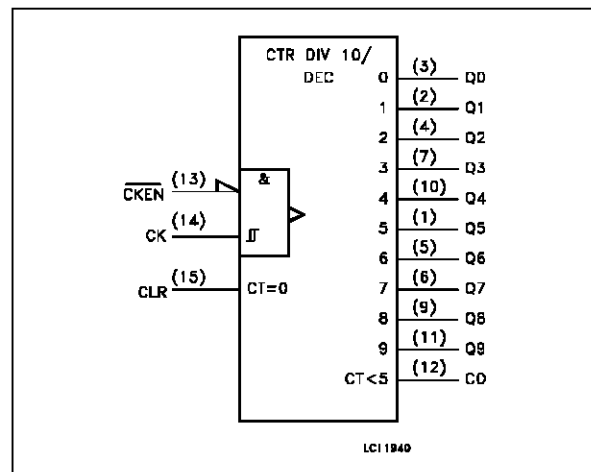 CTR DIV 10/
DEC
0 (3) Q0
1 (2) Q1
2 (4) Q2
3 (7) Q3
4 (10) Q4
5 (1) Q5
6 (5) Q6
7 (6) Q7
8 (9) Q8
9 (11) Q9
CT<5 (12) CO
&
C̅K̅E̅N̅ (13)
CK (14)
CLR (15) CT=0
LCI1940